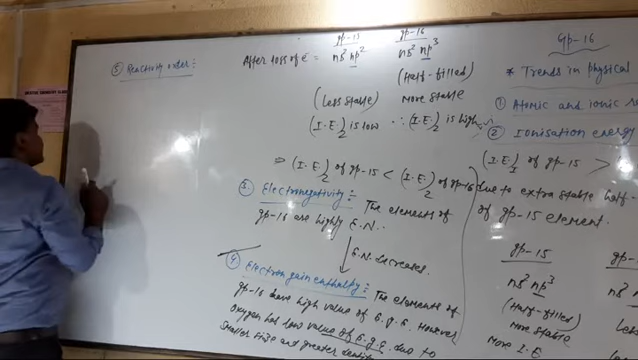 ⑤ Reactivity order :
gp-15 gp-16
After loss of e⁻ = ns² np² ns² np³
(Half-filled)
(Less stable) More stable
(I.E.)₂ is low ∴ (I.E.)₂ is high
⇒ (I.E.)₂ of gp-15 < (I.E.)₂ of gp-16
③ Electronegativity : The elements of
gp-16 are highly E.N.
E.N. decreases.
④ Electron gain enthalpy : The elements of
gp-16 have high value of E.g.e. However
oxygen has low value of E.g.e. due to
smaller size and greater
Gp-16
* Trends in physical
① Atomic and ionic
② Ionisation energy
(I.E.)₁ of gp-15 >
due to extra stable half-
of gp-15 element.
gp-15 gp-
ns² np³ ns²
(Half-filled)
more stable Less
More I.E.